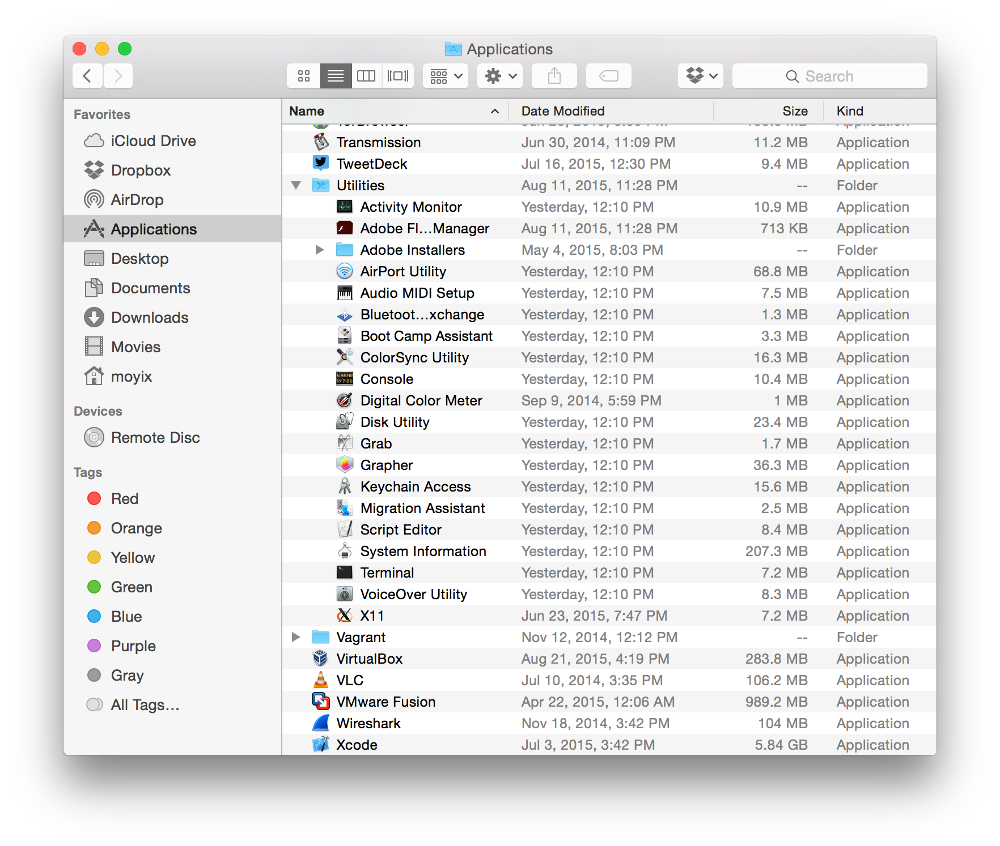 Applications
Search
Favorites
iCloud Drive
Dropbox
AirDrop
Applications
Desktop
Documents
Downloads
Movies
moyix
Devices
Remote Disc
Tags
Red
Orange
Yellow
Green
Blue
Purple
Gray
All Tags…
Name Date Modified Size Kind
Transmission Jun 30, 2014, 11:09 PM 11.2 MB Application
TweetDeck Jul 16, 2015, 12:30 PM 9.4 MB Application
Utilities Aug 11, 2015, 11:28 PM -- Folder
Activity Monitor Yesterday, 12:10 PM 10.9 MB Application
Adobe Fl…Manager Aug 11, 2015, 11:28 PM 713 KB Application
Adobe Installers May 4, 2015, 8:03 PM -- Folder
AirPort Utility Yesterday, 12:10 PM 68.8 MB Application
Audio MIDI Setup Yesterday, 12:10 PM 7.5 MB Application
Bluetoot…xchange Yesterday, 12:10 PM 1.3 MB Application
Boot Camp Assistant Yesterday, 12:10 PM 3.3 MB Application
ColorSync Utility Yesterday, 12:10 PM 16.3 MB Application
Console Yesterday, 12:10 PM 10.4 MB Application
Digital Color Meter Sep 9, 2014, 5:59 PM 1 MB Application
Disk Utility Yesterday, 12:10 PM 23.4 MB Application
Grab Yesterday, 12:10 PM 1.7 MB Application
Grapher Yesterday, 12:10 PM 36.3 MB Application
Keychain Access Yesterday, 12:10 PM 15.6 MB Application
Migration Assistant Yesterday, 12:10 PM 2.5 MB Application
Script Editor Yesterday, 12:10 PM 8.4 MB Application
System Information Yesterday, 12:10 PM 207.3 MB Application
Terminal Yesterday, 12:10 PM 7.2 MB Application
VoiceOver Utility Yesterday, 12:10 PM 8.3 MB Application
X11 Jun 23, 2015, 7:47 PM 7.2 MB Application
Vagrant Nov 12, 2014, 12:12 PM -- Folder
VirtualBox Aug 21, 2015, 4:19 PM 283.8 MB Application
VLC Jul 10, 2014, 3:35 PM 106.2 MB Application
VMware Fusion Apr 22, 2015, 12:06 AM 989.2 MB Application
Wireshark Nov 18, 2014, 3:42 PM 104 MB Application
Xcode Jul 3, 2015, 3:42 PM 5.84 GB Application